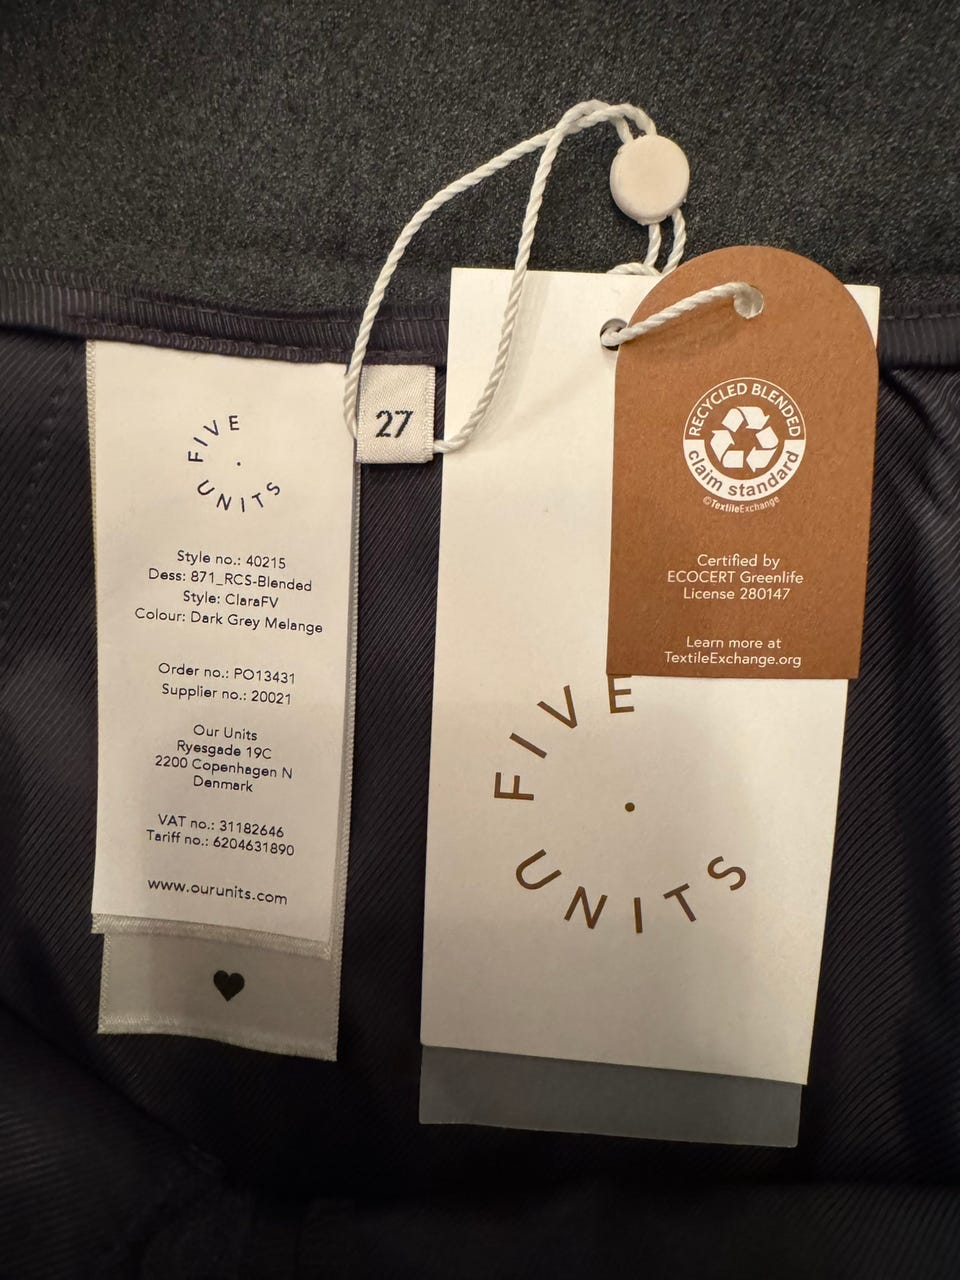 FIVE
UNITS
Style no.: 40215
Dess: 871_RCS-Blended
Style: ClaraFV
Colour: Dark Grey Melange
Order no.: PO13431
Supplier no.: 20021
Our Units
Ryesgade 19C
2200 Copenhagen N
Denmark
VAT no.: 31182646
Tariff no.: 6204631890
www.ourunits.com
27
RECYCLED BLENDED
claim standard
©TextileExchange
Certified by
ECOCERT Greenlife
License 280147
Learn more at
TextileExchange.org
FIVE
UNITS